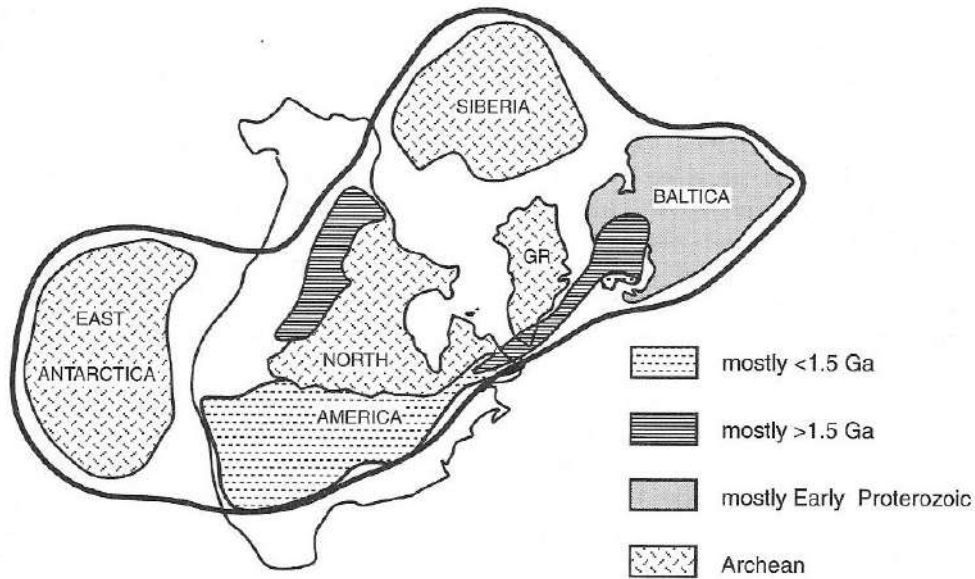 SIBERIA
BALTICA
GR
EAST
ANTARCTICA
NORTH
AMERICA
mostly <1.5 Ga
mostly >1.5 Ga
mostly Early Proterozoic
Archean